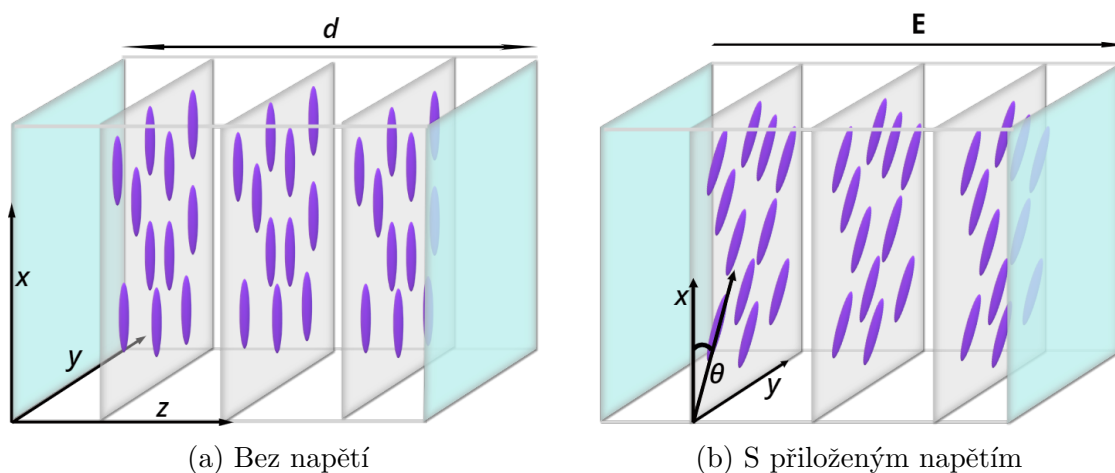 d
E
x
y
z
x
θ
y
(a) Bez napětí
(b) S přiloženým napětím